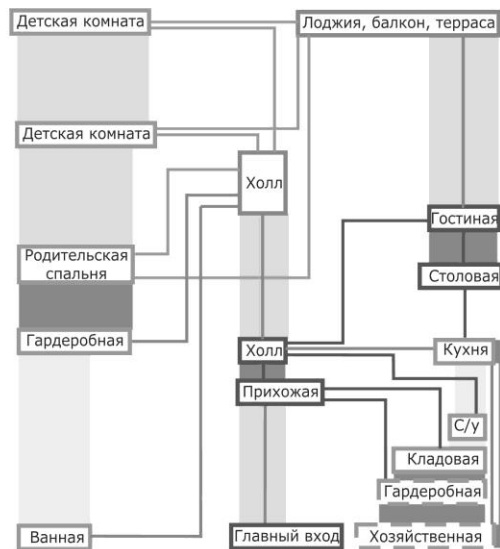 Детская комната
Лоджия, балкон, терраса
Детская комната
Холл
Гостиная
Родительская
спальня
Столовая
Гардеробная
Холл
Кухня
Прихожая
С/у
Кладовая
Гардеробная
Ванная
Главный вход
Хозяйственная